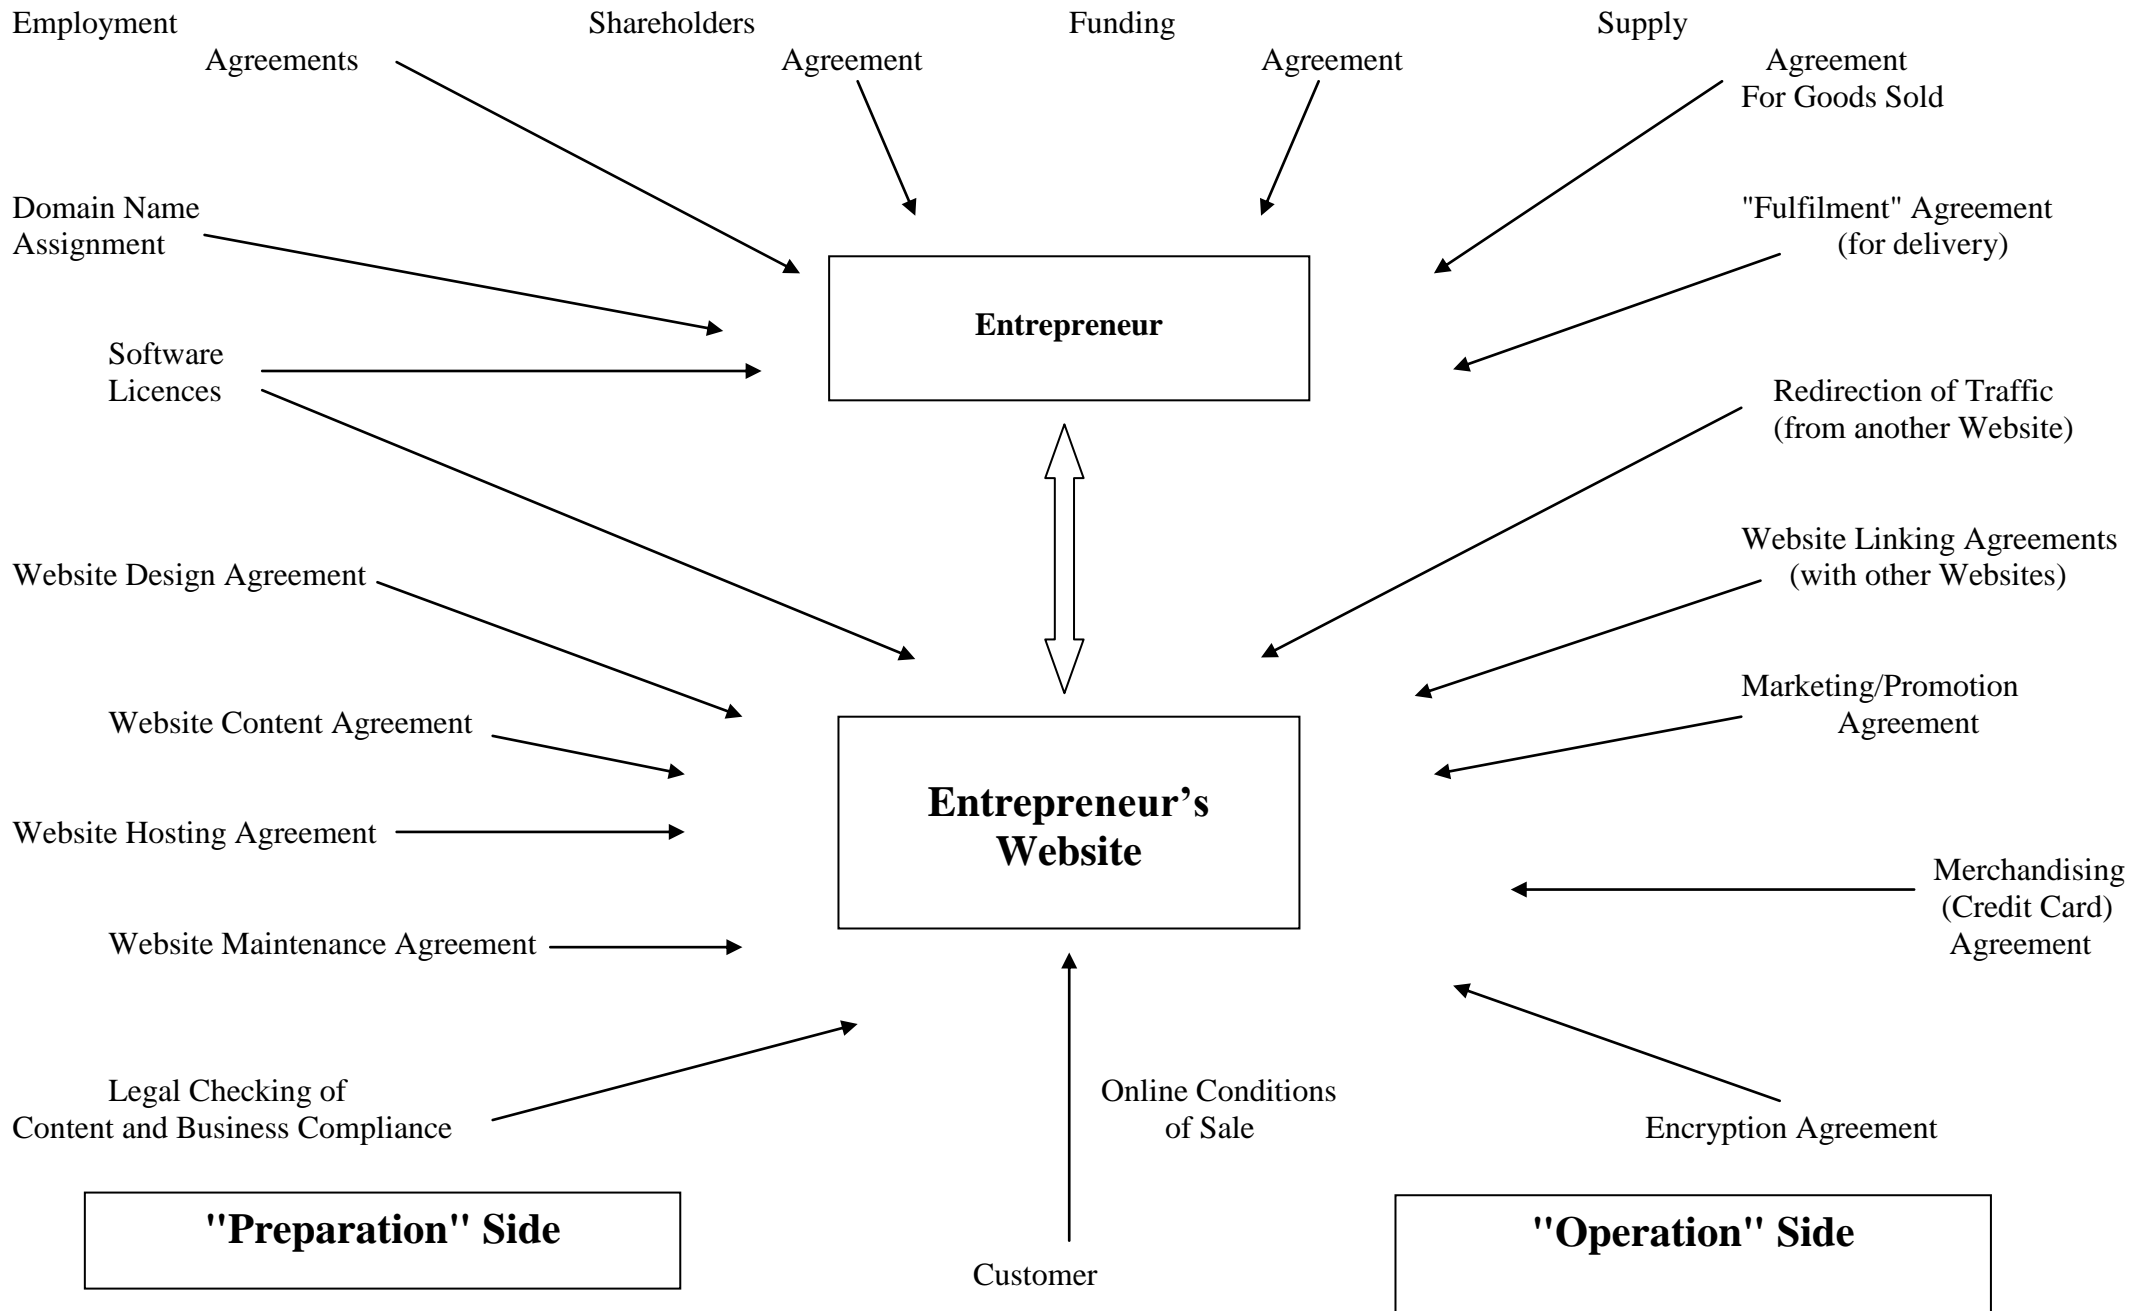 Employment
Agreements
Shareholders
Agreement
Funding
Agreement
Supply
Agreement
For Goods Sold
Domain Name
Assignment
"Fulfilment" Agreement
(for delivery)
Entrepreneur
Software
Licences
Redirection of Traffic
(from another Website)
Website Design Agreement
Website Linking Agreements
(with other Websites)
Website Content Agreement
Marketing/Promotion
Agreement
Entrepreneur’s
Website
Website Hosting Agreement
Merchandising
(Credit Card)
Agreement
Website Maintenance Agreement
Legal Checking of
Content and Business Compliance
Online Conditions
of Sale
Encryption Agreement
"Preparation" Side
"Operation" Side
Customer